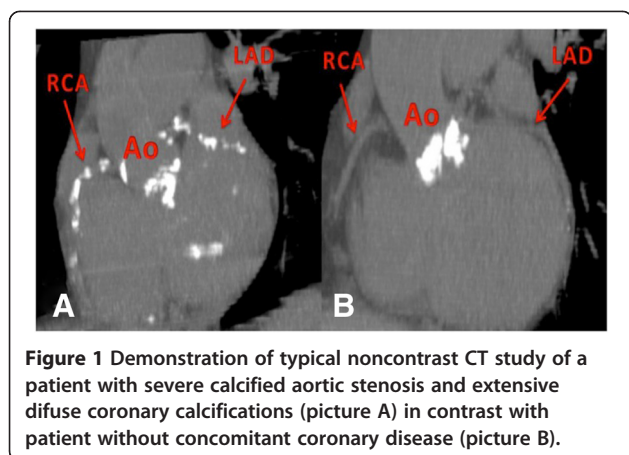 RCA
LAD
Ao
A
RCA
LAD
Ao
B
Figure 1 Demonstration of typical noncontrast CT study of a
patient with severe calcified aortic stenosis and extensive
difuse coronary calcifications (picture A) in contrast with
patient without concomitant coronary disease (picture B).